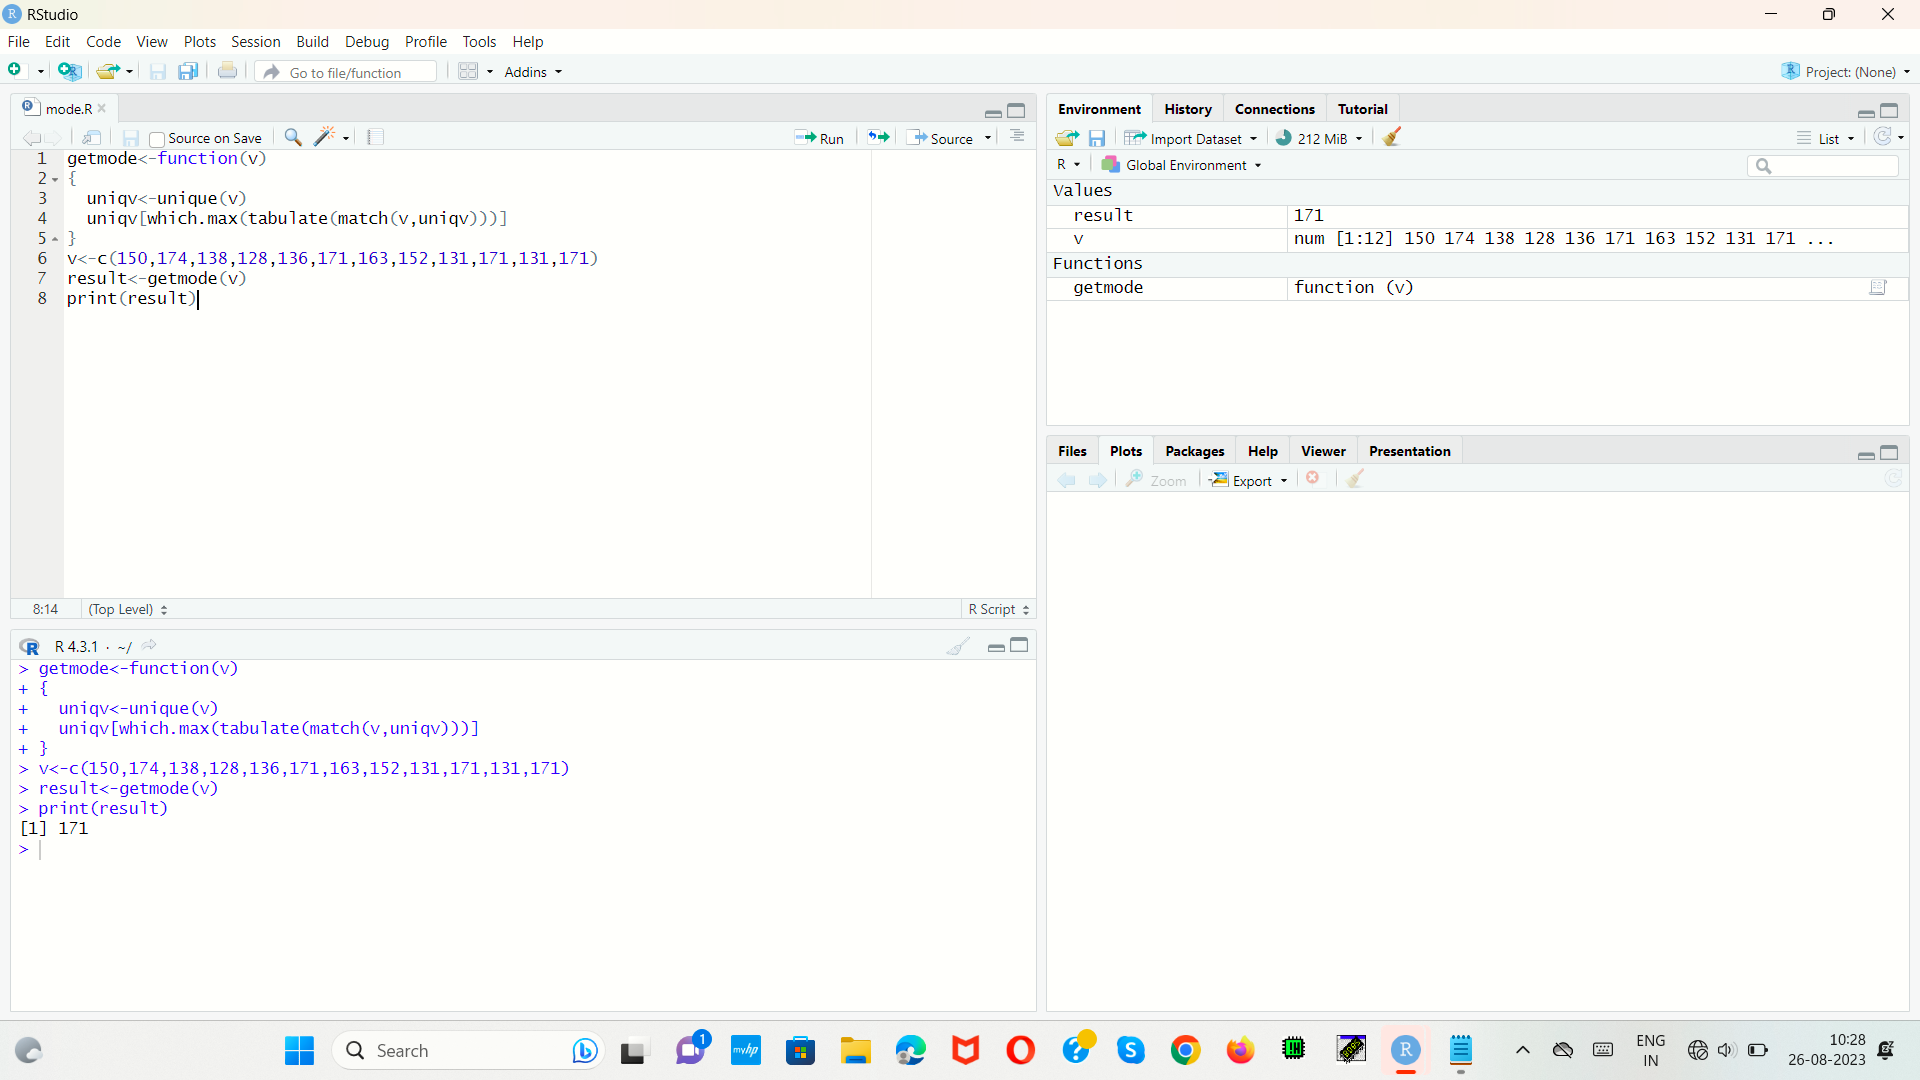 RStudio
File Edit Code View Plots Session Build Debug Profile Tools Help
Go to file/function Addins Project: (None)
mode.R
Source on Save Run Source
1 getmode<-function(v)
2 {
3 uniqv<-unique(v)
4 uniqv[which.max(tabulate(match(v,uniqv)))]
5 }
6 v<-c(150,174,138,128,136,171,163,152,131,171,131,171)
7 result<-getmode(v)
8 print(result)
8:14 (Top Level) R Script
R 4.3.1 · ~/
> getmode<-function(v)
+ {
+ uniqv<-unique(v)
+ uniqv[which.max(tabulate(match(v,uniqv)))]
+ }
> v<-c(150,174,138,128,136,171,163,152,131,171,131,171)
> result<-getmode(v)
> print(result)
[1] 171
>
Environment History Connections Tutorial
Import Dataset 212 MiB List
R Global Environment
Values
result 171
v num [1:12] 150 174 138 128 136 171 163 152 131 171 ...
Functions
getmode function (v)
Files Plots Packages Help Viewer Presentation
Zoom Export
Search 1 myhp ENG 10:28
IN 26-08-2023